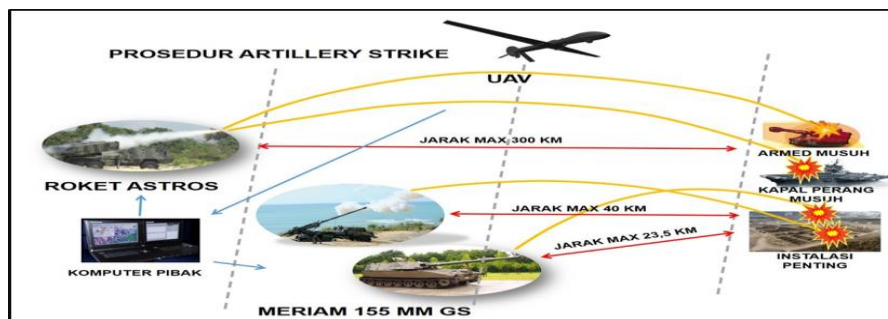 PROSEDUR ARTILLERY STRIKE
UAV
JARAK MAX 300 KM
ARMED MUSUH
ROKET ASTROS
KAPAL PERANG
MUSUH
JARAK MAX 40 KM
JARAK MAX 23,5 KM
INSTALASI
PENTING
KOMPUTER PIBAK
MERIAM 155 MM GS